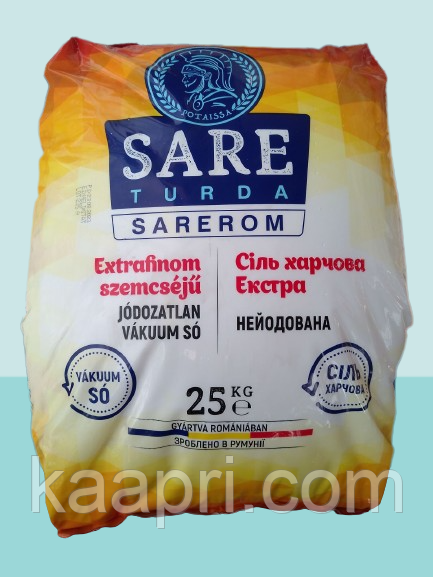 POTAISSA
SARE
TURDA
SAREROM
Extrafinom
szemcséjű
JÓDOZATLAN
VÁKUUM SÓ
Сіль харчова
Екстра
НЕЙОДОВАНА
VÁKUUM
SÓ
25 KG
e
СІЛЬ
ХАРЧОВА
GYÁRTVA ROMÁNIÁBAN
ЗРОБЛЕНО В РУМУНІЇ
kaapri.com.ua